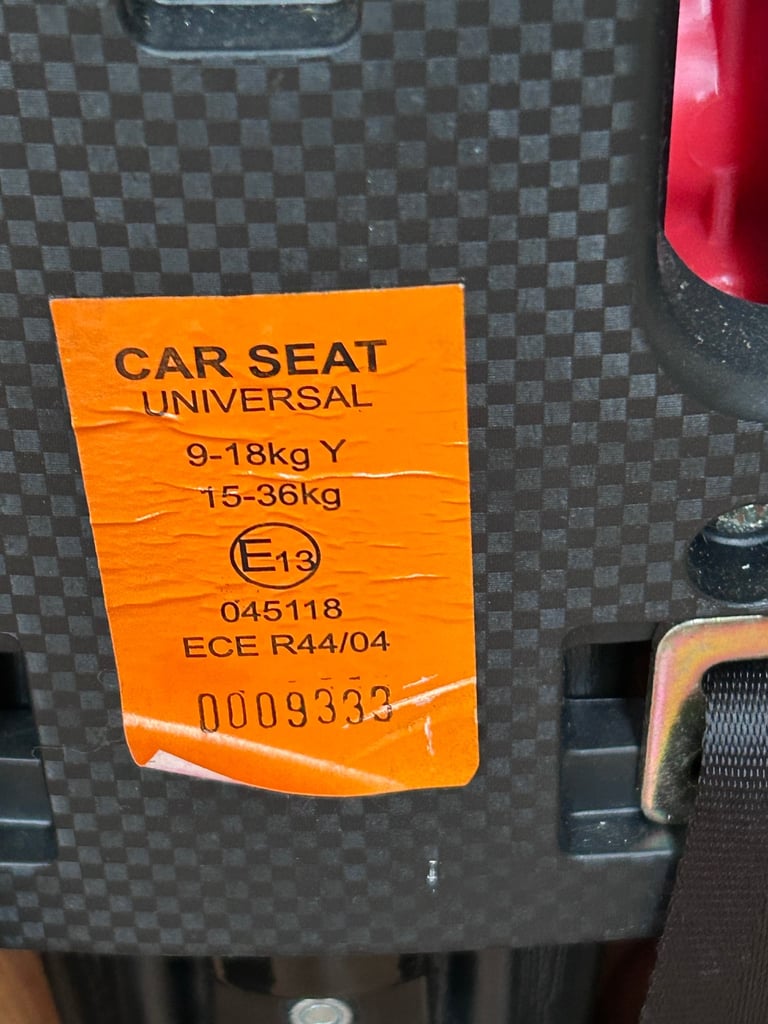 CAR SEAT
UNIVERSAL
9-18kg Y
15-36kg
E13
045118
ECE R44/04
0009333